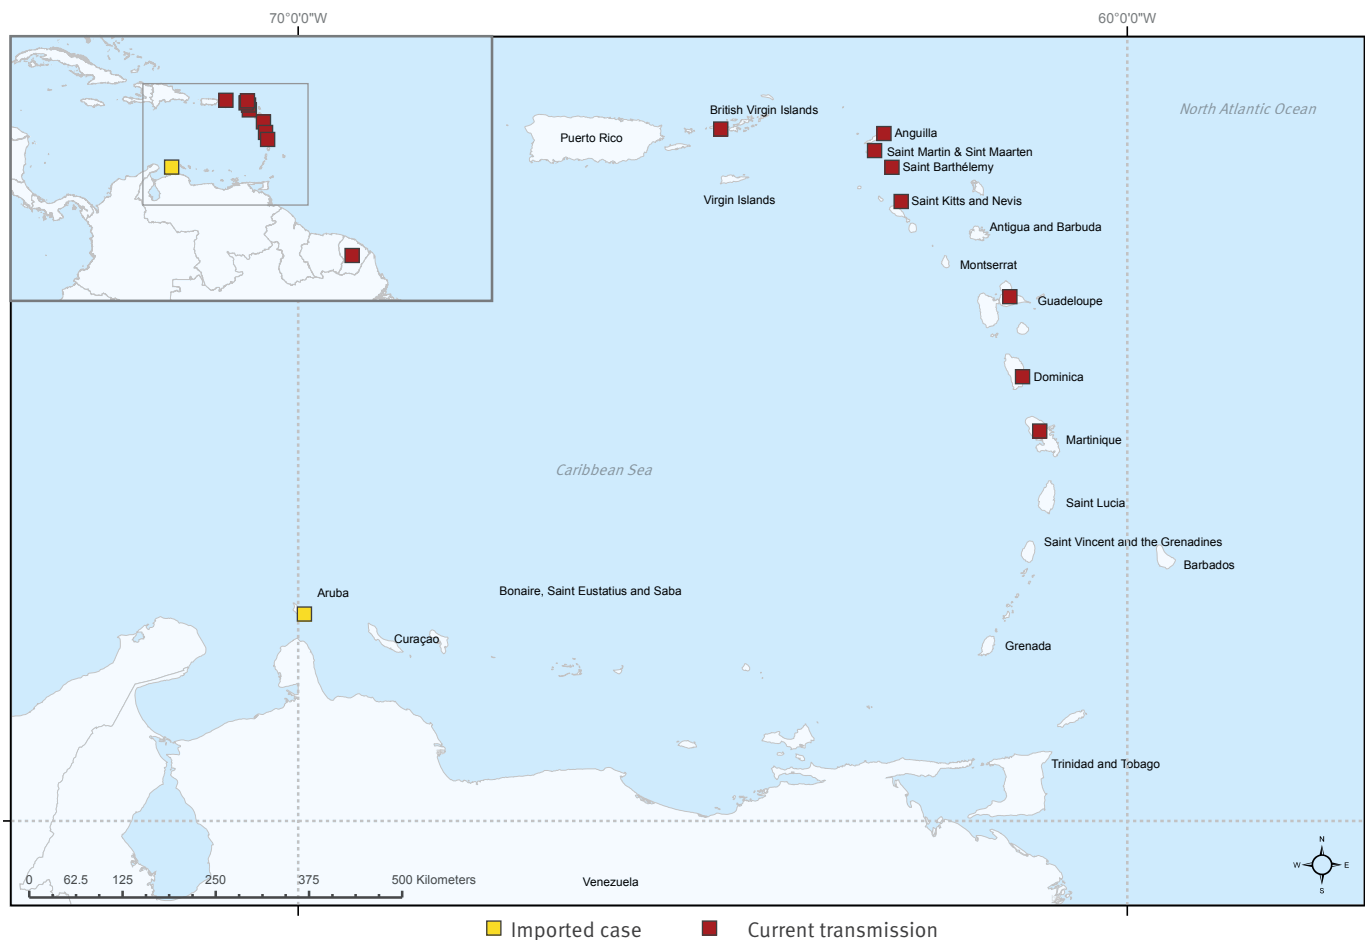 70°0'0"W
60°0'0"W
North Atlantic Ocean
British Virgin Islands
Puerto Rico
Anguilla
Saint Martin & Sint Maarten
Saint Barthélemy
Virgin Islands
Saint Kitts and Nevis
Antigua and Barbuda
Montserrat
Guadeloupe
Dominica
Martinique
Caribbean Sea
Saint Lucia
Saint Vincent and the Grenadines
Barbados
Aruba
Bonaire, Saint Eustatius and Saba
Curaçao
Grenada
Trinidad and Tobago
N
W E
S
0 62.5 125 250 375 500 Kilometers
Venezuela
Imported case
Current transmission